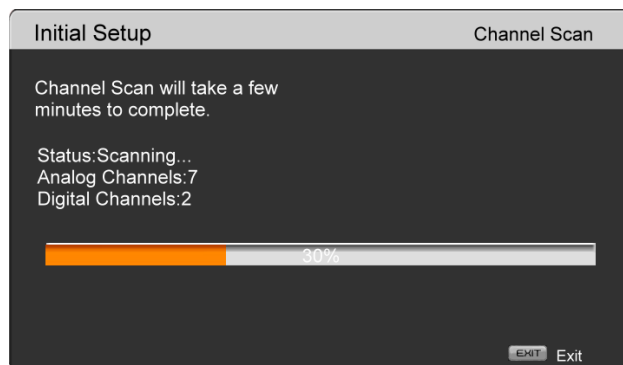 Initial Setup
Channel Scan
Channel Scan will take a few
minutes to complete.
Status:Scanning...
Analog Channels:7
Digital Channels:2
30%
EXIT Exit